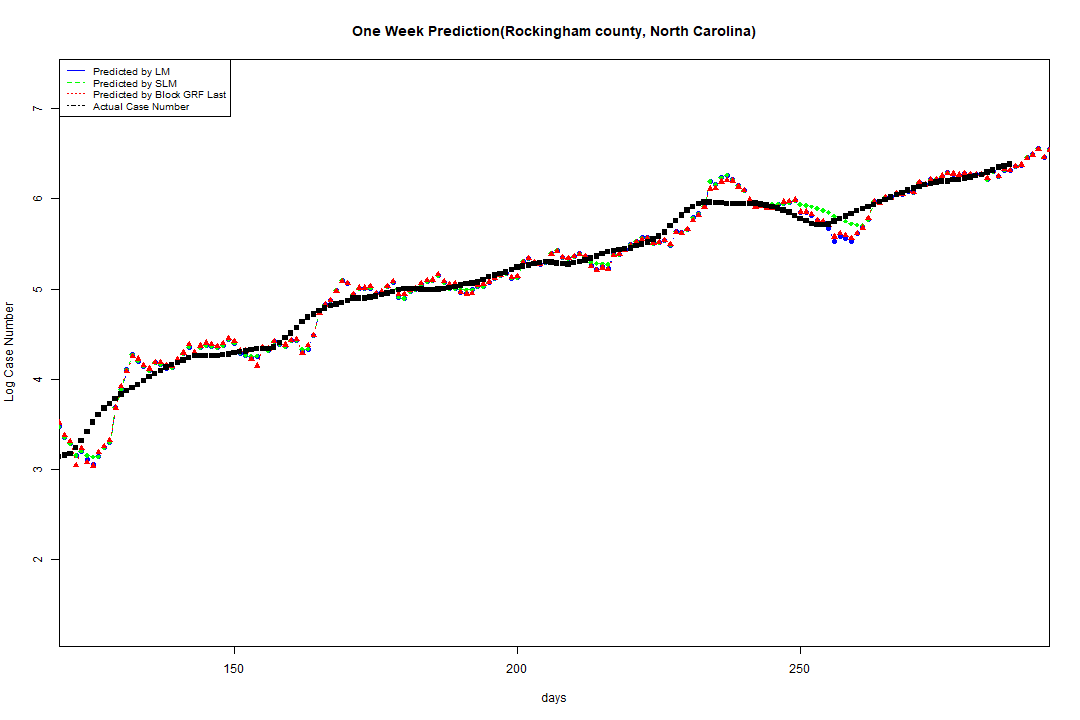 One Week Prediction(Rockingham county, North Carolina)
Predicted by LM
Predicted by SLM
Predicted by Block GRF Last
Actual Case Number
7
6
5
4
3
2
Log Case Number
150
200
250
days